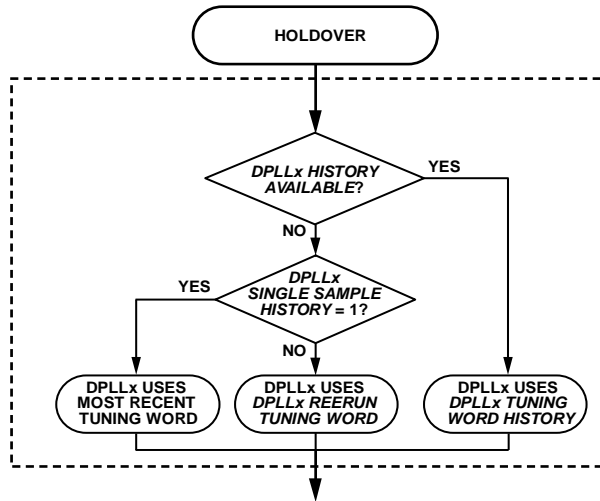 HOLDOVER
DPLLx HISTORY
AVAILABLE?
YES
NO
DPLLx
SINGLE SAMPLE
HISTORY = 1?
YES
NO
DPLLx USES
MOST RECENT
TUNING WORD
DPLLx USES
DPLLx REERUN
TUNING WORD
DPLLx USES
DPLLx TUNING
WORD HISTORY